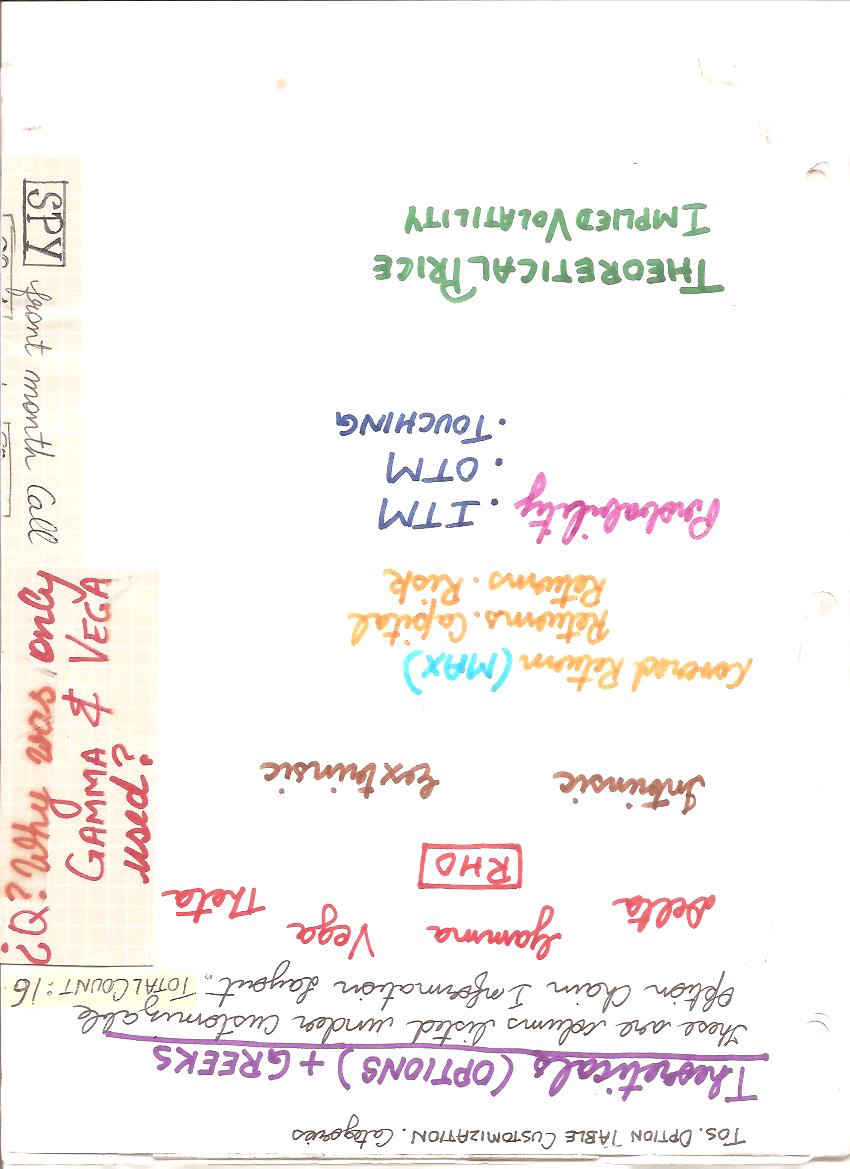 TOS. OPTION TABLE CUSTOMIZATION. Categories
Theoreticals (OPTIONS) + GREEKS
These are colums listed under customizable
Option Chain Information Layout. TOTAL COUNT: 16
Delta Gamma Vega Theta
RHO
Intrinsic Eextrinsic
Covered Return (MAX)
Returns. Capital
Returns. Risk
Probability . ITM
. OTM
. TOUCHING
THEORETICAL PRICE
IMPLIED VOLATILITY
¿Q? Why was only
GAMMA & VEGA
used?
SPY front month Call